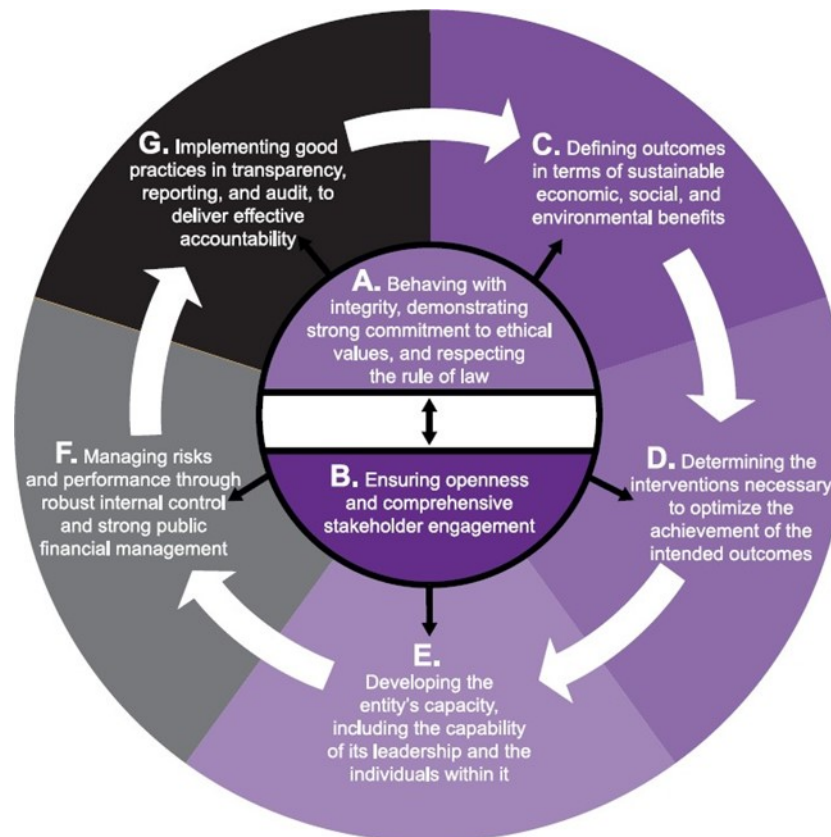 A. Behaving with
integrity, demonstrating
strong commitment to ethical
values, and respecting
the rule of law
B. Ensuring openness
and comprehensive
stakeholder engagement
C. Defining outcomes
in terms of sustainable
economic, social, and
environmental benefits
D. Determining the
interventions necessary
to optimize the
achievement of the
intended outcomes
E.
Developing the
entity's capacity,
including the capability
of its leadership and the
individuals within it
F. Managing risks
and performance through
robust internal control
and strong public
financial management
G. Implementing good
practices in transparency,
reporting, and audit, to
deliver effective
accountability